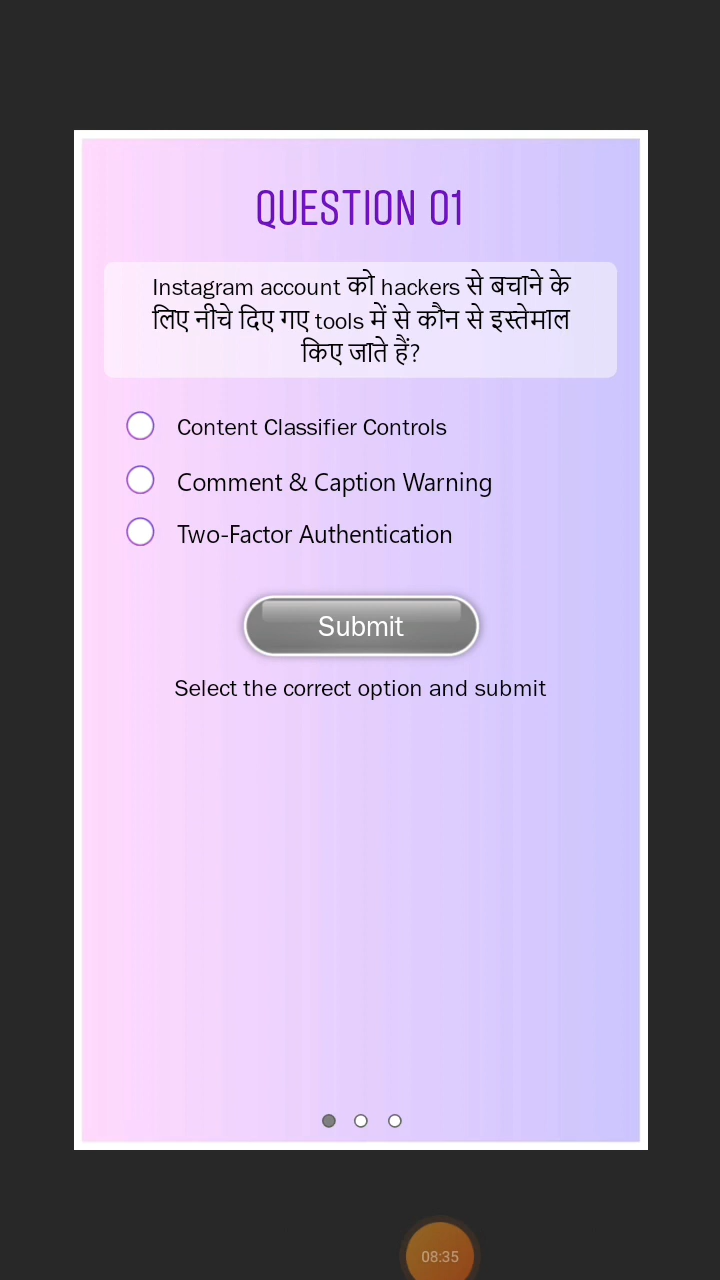 QUESTION 01
Instagram account को hackers से बचाने के
लिए नीचे दिए गए tools में से कौन से इस्तेमाल
किए जाते हैं?
Content Classifier Controls
Comment & Caption Warning
Two-Factor Authentication
Submit
Select the correct option and submit
08:35